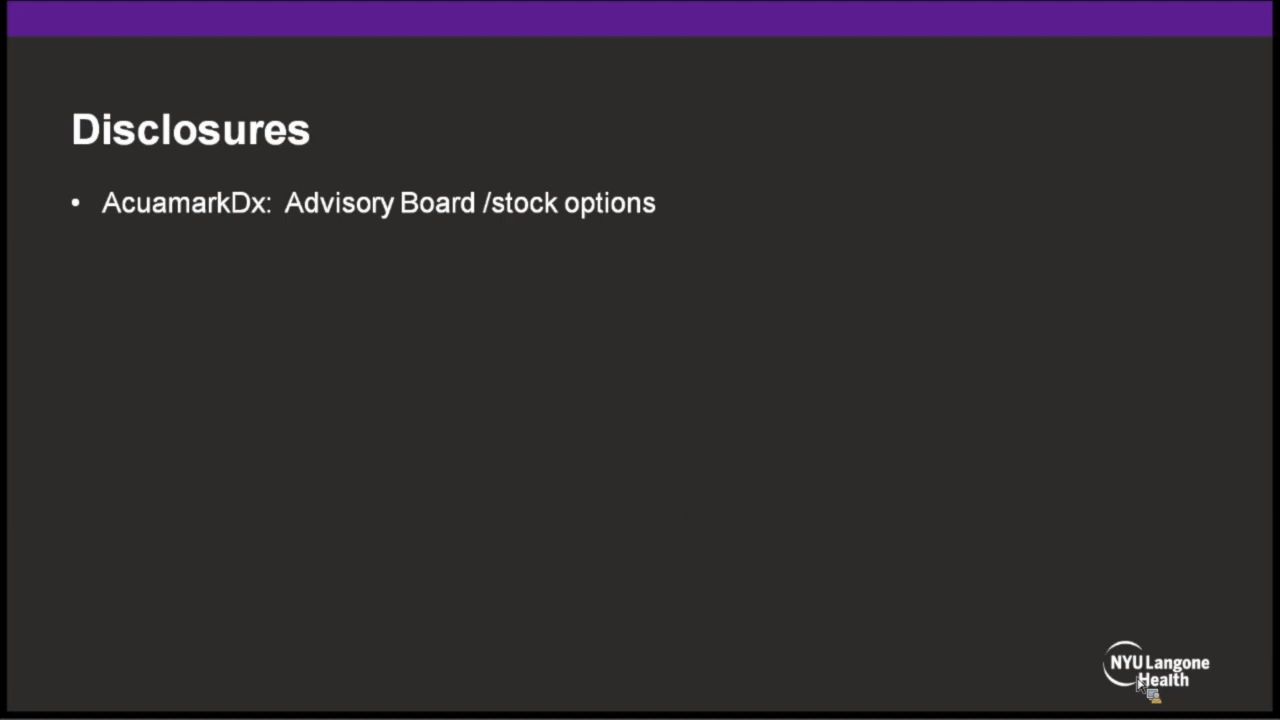 Disclosures
• AcuamarkDx: Advisory Board /stock options
NYU Langone
Health